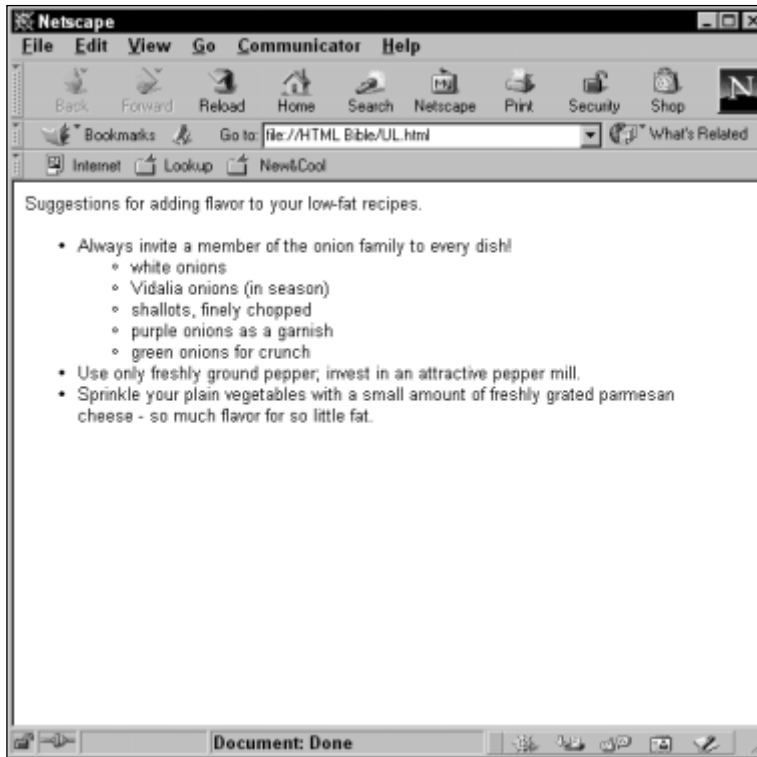 Netscape
File Edit View Go Communicator Help
Back Forward Reload Home Search Netscape Print Security Shop N
Bookmarks Go to: file://HTML Bible/UL.html What's Related
Internet Lookup New&Cool
Suggestions for adding flavor to your low-fat recipes.
• Always invite a member of the onion family to every dish!
° white onions
° Vidalia onions (in season)
° shallots, finely chopped
° purple onions as a garnish
° green onions for crunch
• Use only freshly ground pepper; invest in an attractive pepper mill.
• Sprinkle your plain vegetables with a small amount of freshly grated parmesan
cheese - so much flavor for so little fat.
Document: Done